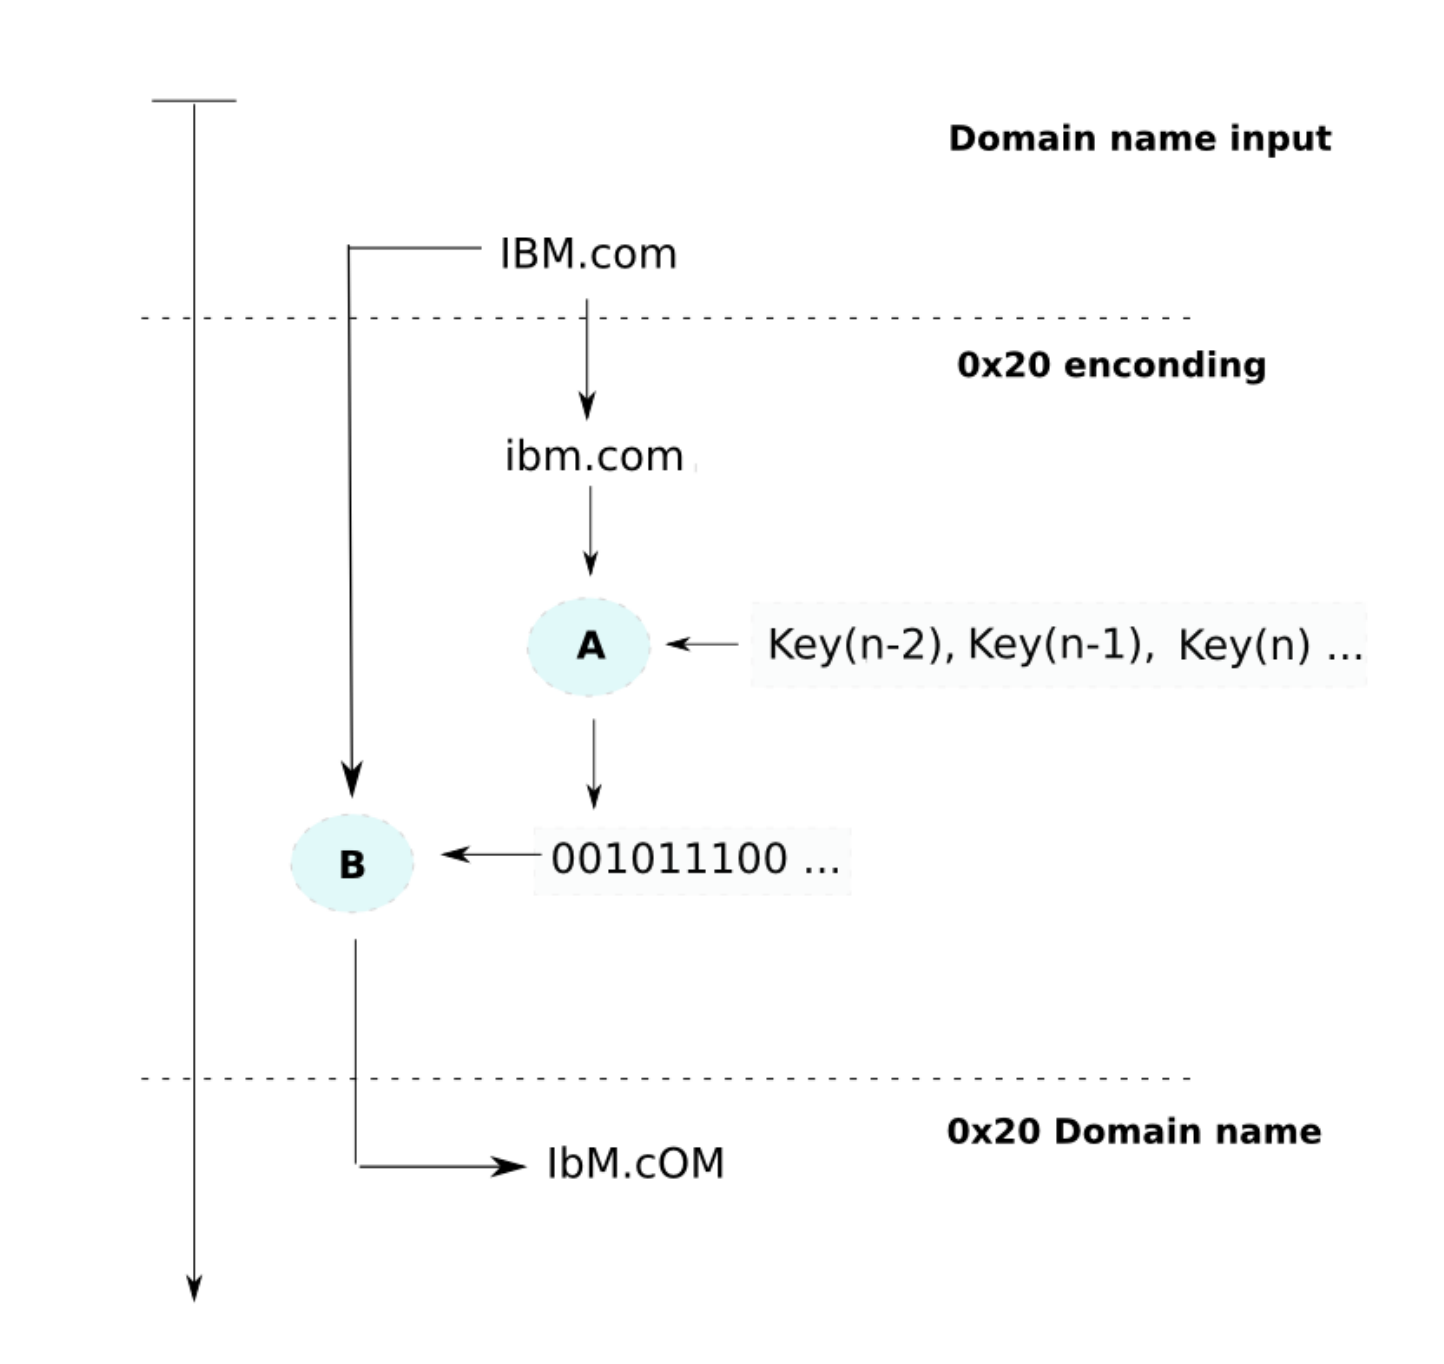 Domain name input
IBM.com
0x20 enconding
ibm.com
A
Key(n-2), Key(n-1), Key(n) ...
B
001011100 ...
0x20 Domain name
IbM.cOM